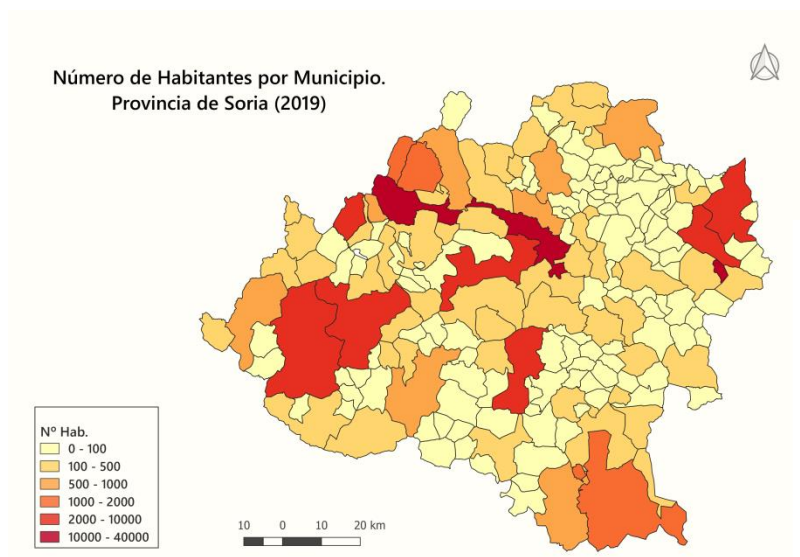 Número de Habitantes por Municipio.
Provincia de Soria (2019)
Nº Hab.
0 - 100
100 - 500
500 - 1000
1000 - 2000
2000 - 10000
10000 - 40000
10 0 10 20 km